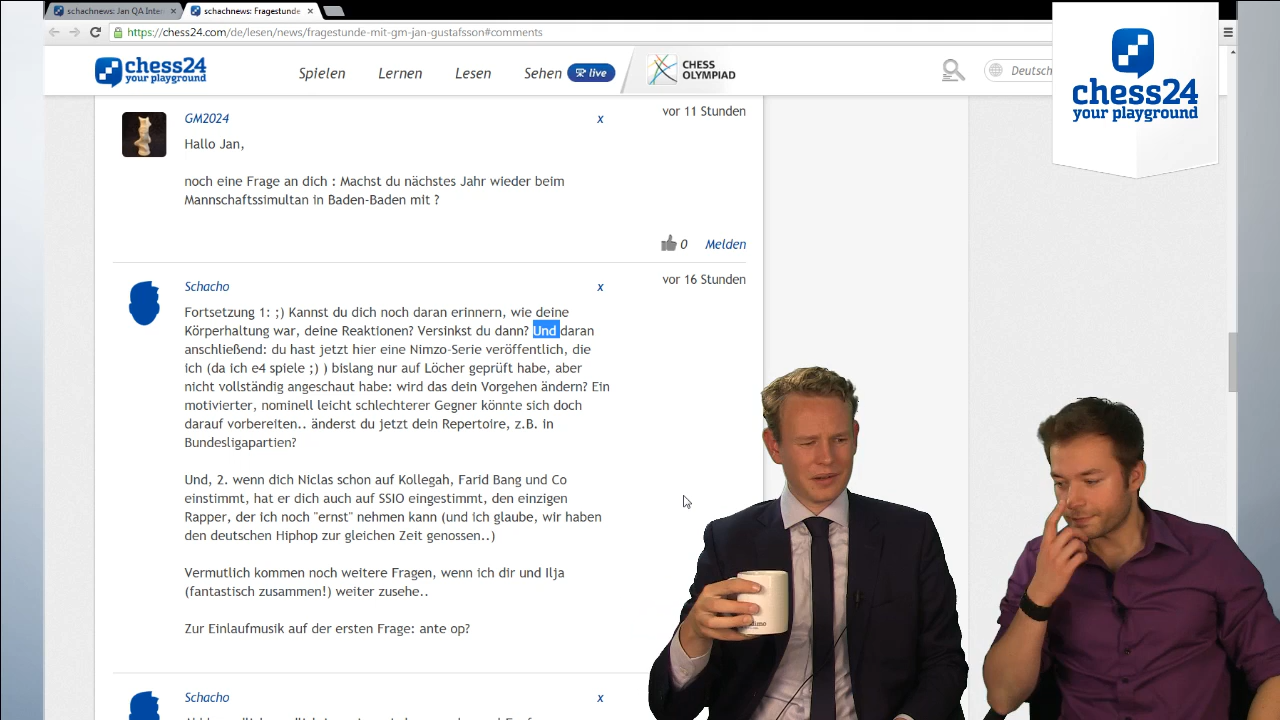 schachnews: Jan QA Inter
schachnews: Fragestunde
https://chess24.com/de/lesen/news/fragestunde-mit-gm-jan-gustafsson#comments
chess24
your playground
Spielen
Lernen
Lesen
Sehen
live
CHESS
OLYMPIAD
Deutsch
chess24
your playground
GM2024
x
vor 11 Stunden
Hallo Jan,
noch eine Frage an dich : Machst du nächstes Jahr wieder beim
Mannschaftssimultan in Baden-Baden mit ?
0
Melden
Schacho
x
vor 16 Stunden
Fortsetzung 1: ;) Kannst du dich noch daran erinnern, wie deine
Körperhaltung war, deine Reaktionen? Versinkst du dann? Und daran
anschließend: du hast jetzt hier eine Nimzo-Serie veröffentlich, die
ich (da ich e4 spiele ;) ) bislang nur auf Löcher geprüft habe, aber
nicht vollständig angeschaut habe: wird das dein Vorgehen ändern? Ein
motivierter, nominell leicht schlechterer Gegner könnte sich doch
darauf vorbereiten.. änderst du jetzt dein Repertoire, z.B. in
Bundesligapartien?
Und, 2. wenn dich Niclas schon auf Kollegah, Farid Bang und Co
einstimmt, hat er dich auch auf SSIO eingestimmt, den einzigen
Rapper, der ich noch "ernst" nehmen kann (und ich glaube, wir haben
den deutschen Hiphop zur gleichen Zeit genossen..)
Vermutlich kommen noch weitere Fragen, wenn ich dir und Ilja
(fantastisch zusammen!) weiter zusehe..
Zur Einlaufmusik auf der ersten Frage: ante op?
Schacho
x